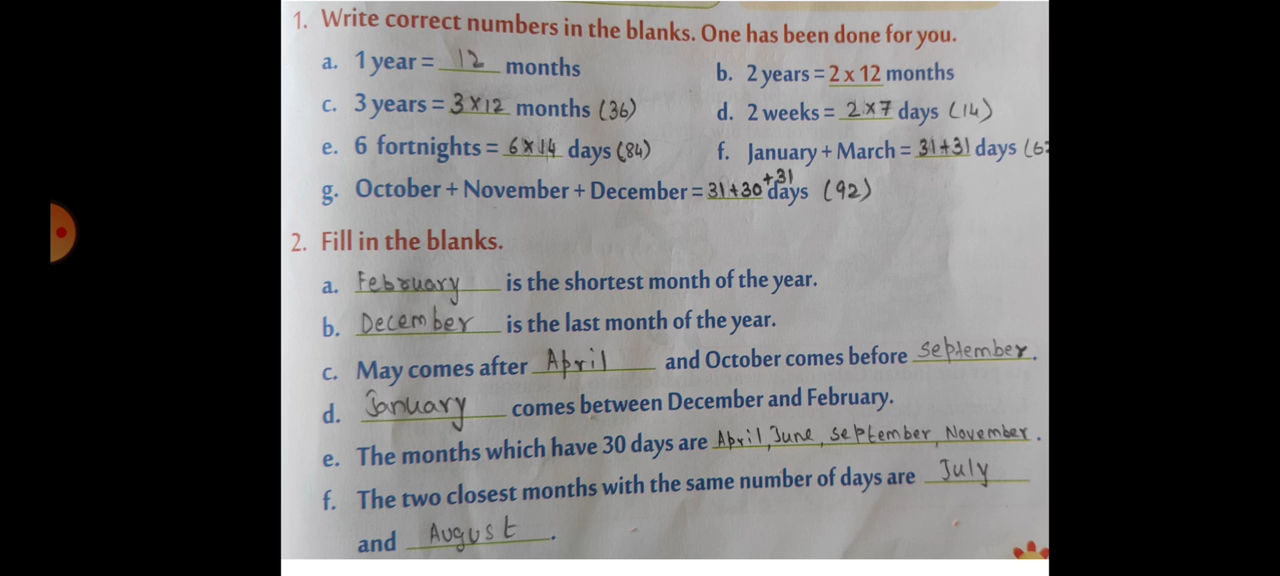 1. Write correct numbers in the blanks. One has been done for you.
a. 1 year = 12 months
b. 2 years = 2 x 12 months
c. 3 years = 3 x 12 months (36)
d. 2 weeks = 2 x 7 days (14)
e. 6 fortnights = 6 x 14 days (84)
f. January + March = 31+31 days
g. October + November + December = 31+30+31 days (92)
2. Fill in the blanks.
a. February is the shortest month of the year.
b. December is the last month of the year.
c. May comes after April and October comes before September.
d. January comes between December and February.
e. The months which have 30 days are April, June, September, November.
f. The two closest months with the same number of days are July
and August.